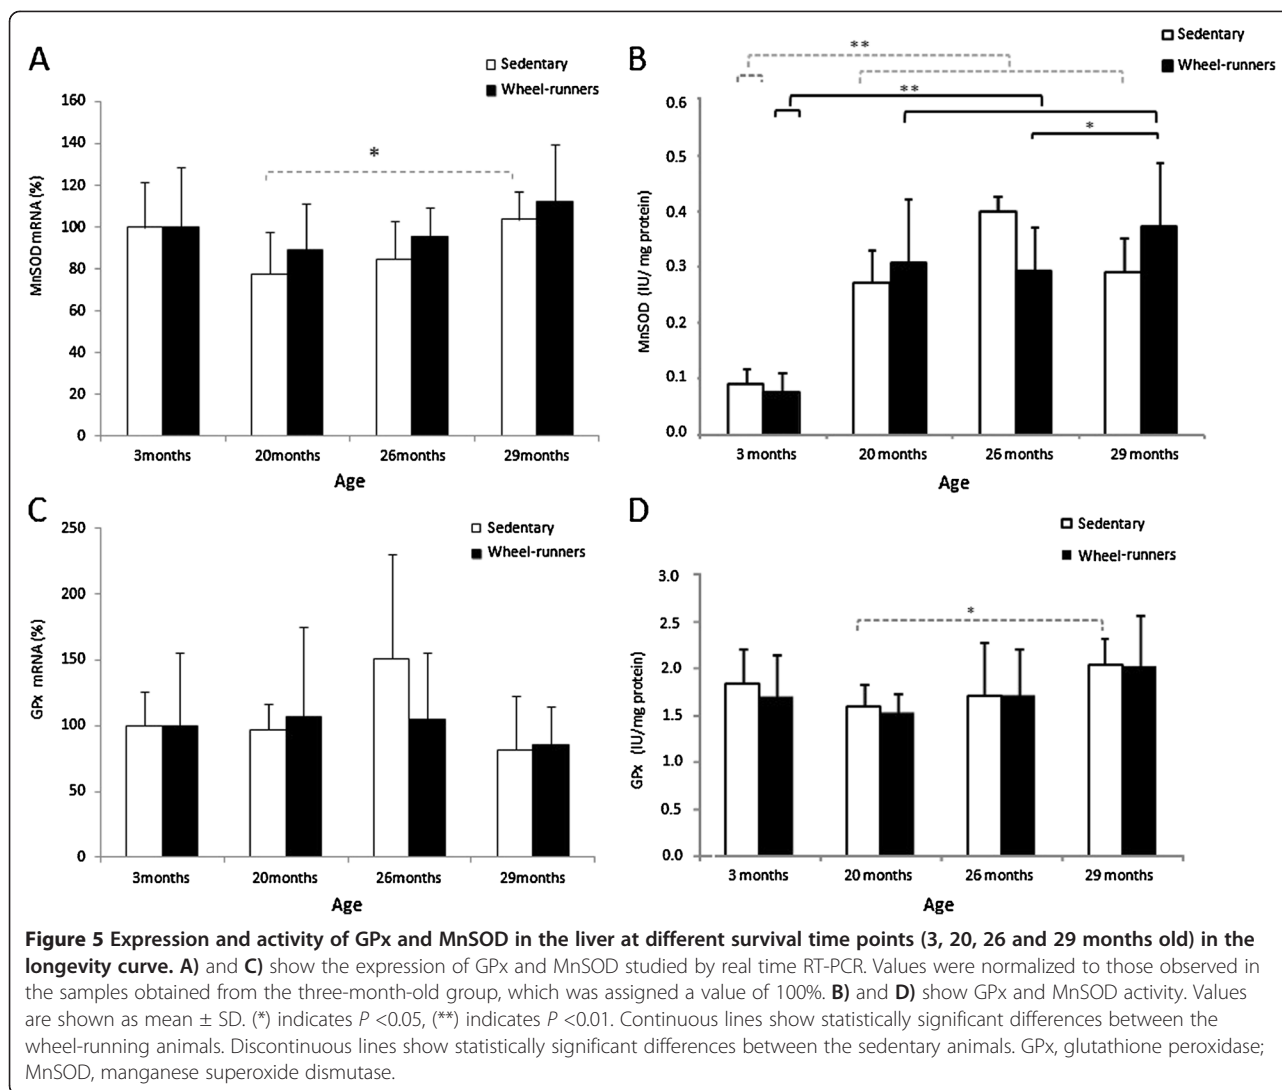 A
Sedentary
Wheel-runners
MnSOD mRNA (%)
160
140
120
100
80
60
40
20
0
*
3months
20months
26months
29months
Age
B
Sedentary
Wheel-runners
MnSOD (IU/ mg protein)
0.6
0.5
0.4
0.3
0.2
0.1
0.0
**
**
*
3 months
20 months
26 months
29 months
Age
C
Sedentary
Wheel-runners
GPx mRNA (%)
250
200
150
100
50
0
3months
20months
26months
29months
Age
D
Sedentary
Wheel-runners
GPx (IU/mg protein)
3.0
2.5
2.0
1.5
1.0
0.5
0.0
*
3 months
20 months
26 months
29 months
Age
Figure 5 Expression and activity of GPx and MnSOD in the liver at different survival time points (3, 20, 26 and 29 months old) in the
longevity curve. A) and C) show the expression of GPx and MnSOD studied by real time RT-PCR. Values were normalized to those observed in
the samples obtained from the three-month-old group, which was assigned a value of 100%. B) and D) show GPx and MnSOD activity. Values
are shown as mean ± SD. (*) indicates P <0.05, (**) indicates P <0.01. Continuous lines show statistically significant differences between the
wheel-running animals. Discontinuous lines show statistically significant differences between the sedentary animals. GPx, glutathione peroxidase;
MnSOD, manganese superoxide dismutase.